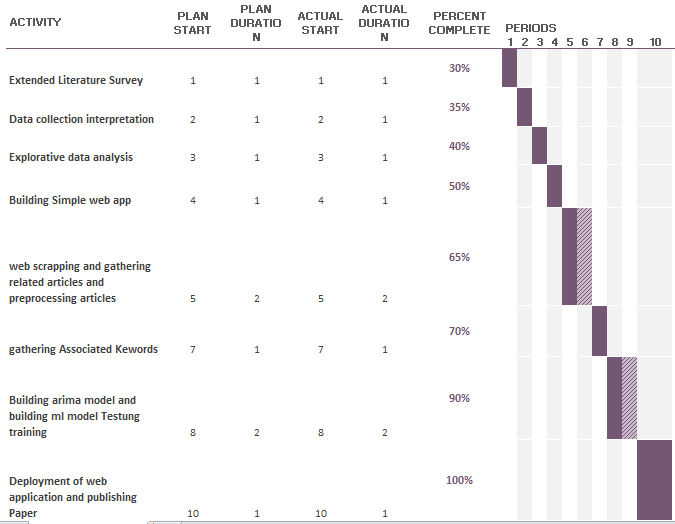 ACTIVITY PLAN START PLAN DURATIO N ACTUAL START ACTUAL DURATIO N PERCENT COMPLETE PERIODS
1 2 3 4 5 6 7 8 9 10
30%
Extended Literature Survey 1 1 1 1
35%
Data collection interpretation 2 1 2 1
40%
Explorative data analysis 3 1 3 1
50%
Building Simple web app 4 1 4 1
65%
web scrapping and gathering
related articles and
preprocessing articles 5 2 5 2
70%
gathering Associated Kewords 7 1 7 1
90%
Building arima model and
building ml model Testung
training 8 2 8 2
100%
Deployment of web
application and publishing
Paper 10 1 10 1